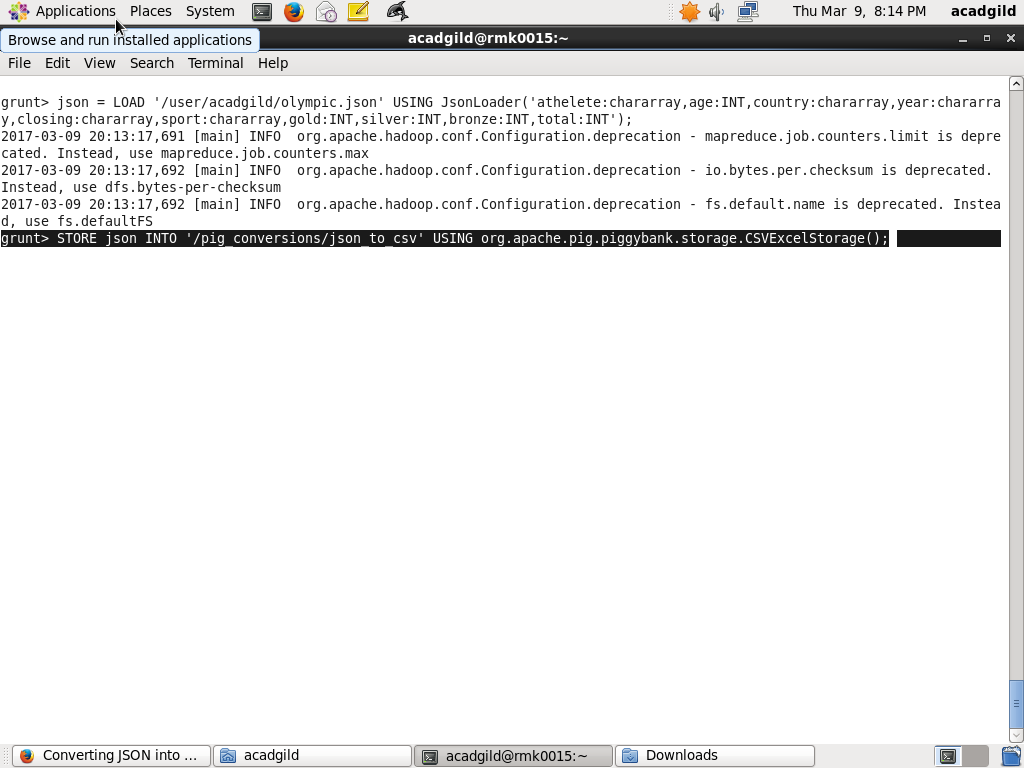 Applications Places System Thu Mar 9, 8:14 PM acadgild
Browse and run installed applications
acadgild@rmk0015:~
File Edit View Search Terminal Help
grunt> json = LOAD '/user/acadgild/olympic.json' USING JsonLoader('athelete:chararray,age:INT,country:chararray,year:chararra
y,closing:chararray,sport:chararray,gold:INT,silver:INT,bronze:INT,total:INT');
2017-03-09 20:13:17,691 [main] INFO  org.apache.hadoop.conf.Configuration.deprecation - mapreduce.job.counters.limit is depre
cated. Instead, use mapreduce.job.counters.max
2017-03-09 20:13:17,692 [main] INFO  org.apache.hadoop.conf.Configuration.deprecation - io.bytes.per.checksum is deprecated.
Instead, use dfs.bytes-per-checksum
2017-03-09 20:13:17,692 [main] INFO  org.apache.hadoop.conf.Configuration.deprecation - fs.default.name is deprecated. Instea
d, use fs.defaultFS
grunt> STORE json INTO '/pig_conversions/json_to_csv' USING org.apache.pig.piggybank.storage.CSVExcelStorage();
Converting JSON into ... acadgild acadgild@rmk0015:~ Downloads